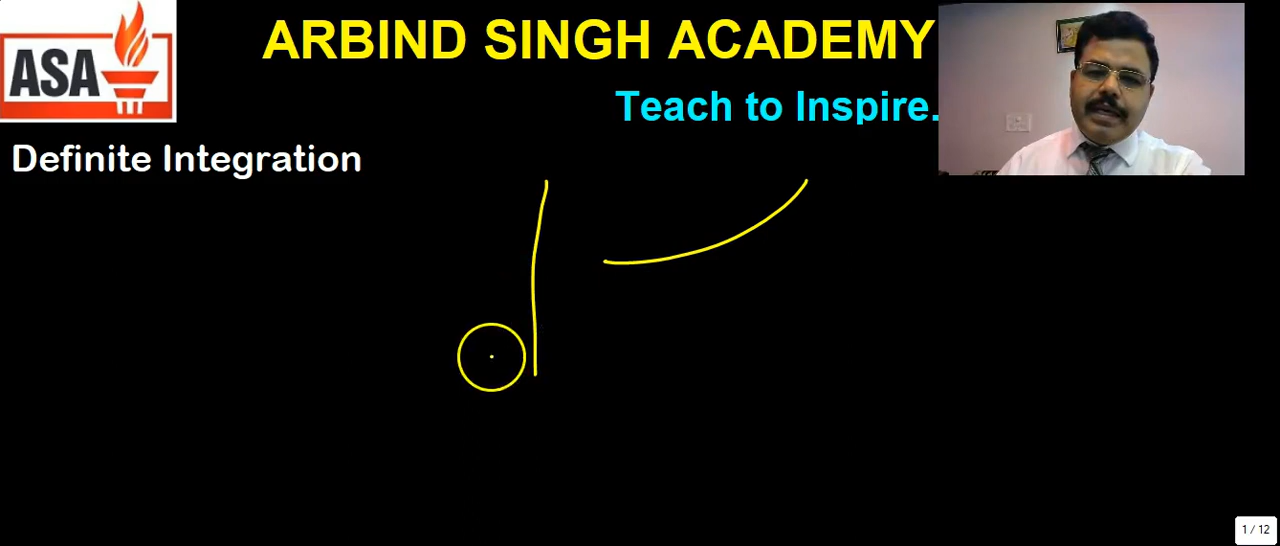 ASA
ARBIND SINGH ACADEMY
Teach to Inspire.
Definite Integration
1 / 12